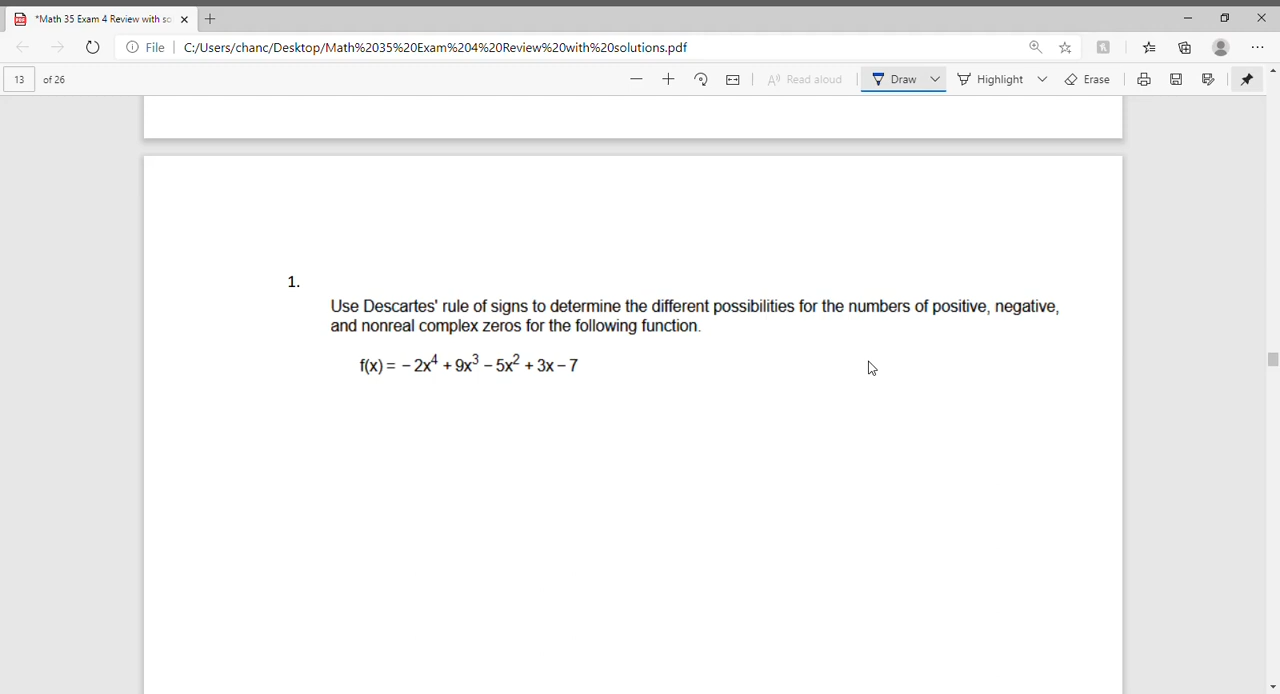 *Math 35 Exam 4 Review with so
File C:/Users/chanc/Desktop/Math%2035%20Exam%204%20Review%20with%20solutions.pdf
13 of 26 Read aloud Draw Highlight Erase
1.
Use Descartes' rule of signs to determine the different possibilities for the numbers of positive, negative,
and nonreal complex zeros for the following function.
f(x) = − 2x⁴ + 9x³ − 5x² + 3x − 7